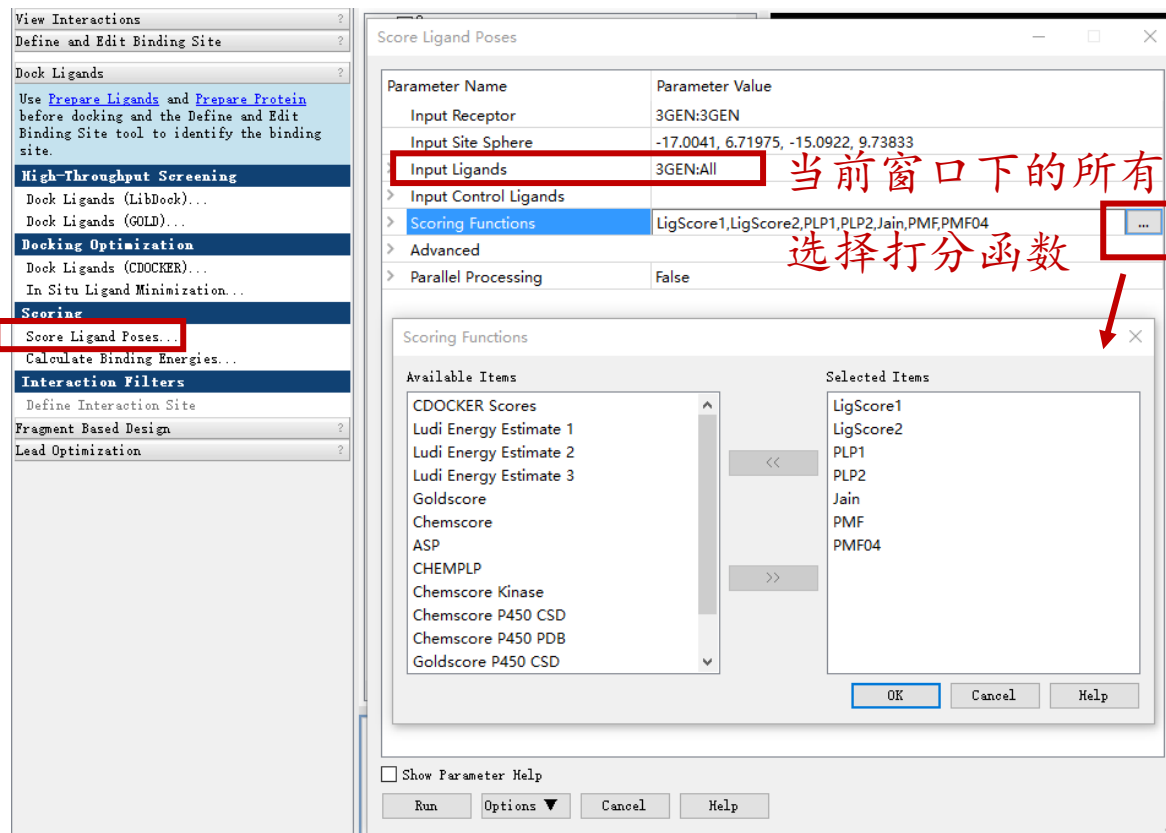 View Interactions ?
Define and Edit Binding Site ?
Dock Ligands ?
Use Prepare Ligands and Prepare Protein
before docking and the Define and Edit
Binding Site tool to identify the binding
site.
High-Throughput Screening
Dock Ligands (LibDock)...
Dock Ligands (GOLD)...
Docking Optimization
Dock Ligands (CDOCKER)...
In Situ Ligand Minimization...
Scoring
Score Ligand Poses...
Calculate Binding Energies...
Interaction Filters
Define Interaction Site
Fragment Based Design ?
Lead Optimization ?
Score Ligand Poses
Parameter Name Parameter Value
Input Receptor 3GEN:3GEN
Input Site Sphere -17.0041, 6.71975, -15.0922, 9.73833
Input Ligands 3GEN:All
当前窗口下的所有
Input Control Ligands
Scoring Functions LigScore1,LigScore2,PLP1,PLP2,Jain,PMF,PMF04 ...
选择打分函数
Advanced
Parallel Processing False
Scoring Functions
Available Items
CDOCKER Scores
Ludi Energy Estimate 1
Ludi Energy Estimate 2
Ludi Energy Estimate 3
Goldscore
Chemscore
ASP
CHEMPLP
Chemscore Kinase
Chemscore P450 CSD
Chemscore P450 PDB
Goldscore P450 CSD
<<
>>
Selected Items
LigScore1
LigScore2
PLP1
PLP2
Jain
PMF
PMF04
OK Cancel Help
Show Parameter Help
Run Options ▼ Cancel Help